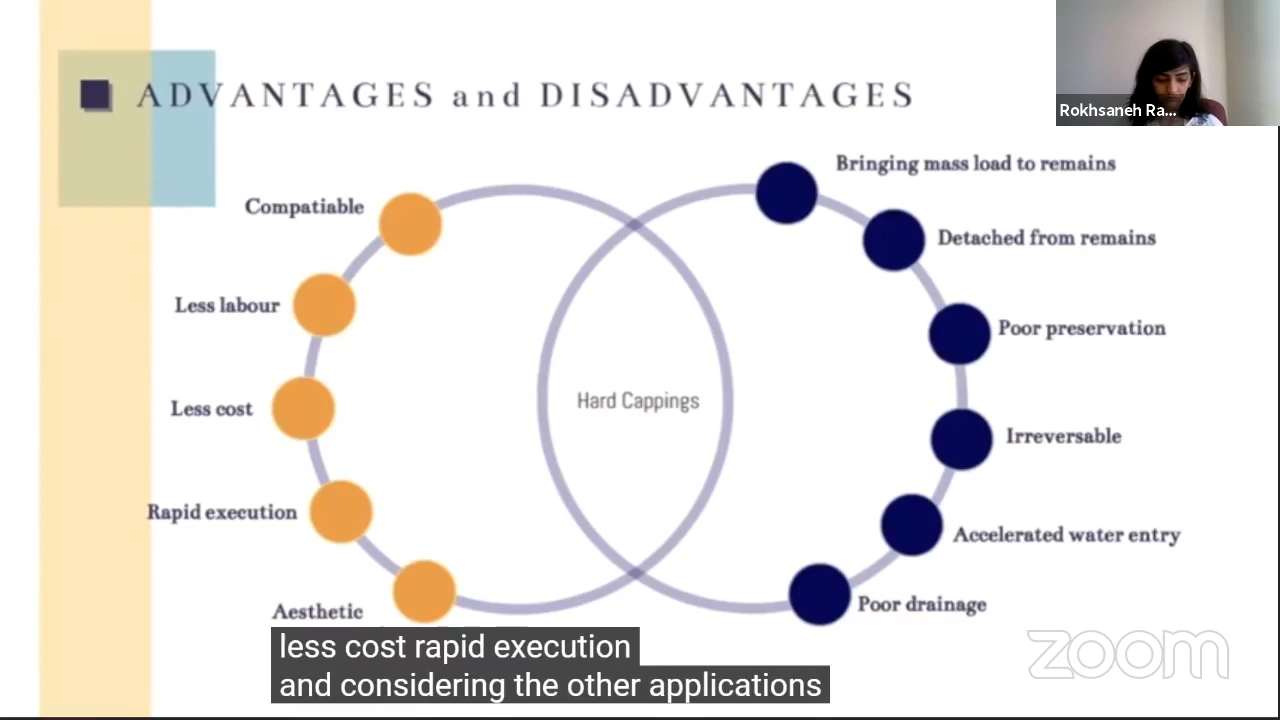 ADVANTAGES and DISADVANTAGES
Rokhsaneh Ra...
Compatiable
Less labour
Less cost
Rapid execution
Aesthetic
Hard Cappings
Bringing mass load to remains
Detached from remains
Poor preservation
Irreversable
Accelerated water entry
Poor drainage
less cost rapid execution
and considering the other applications
zoom